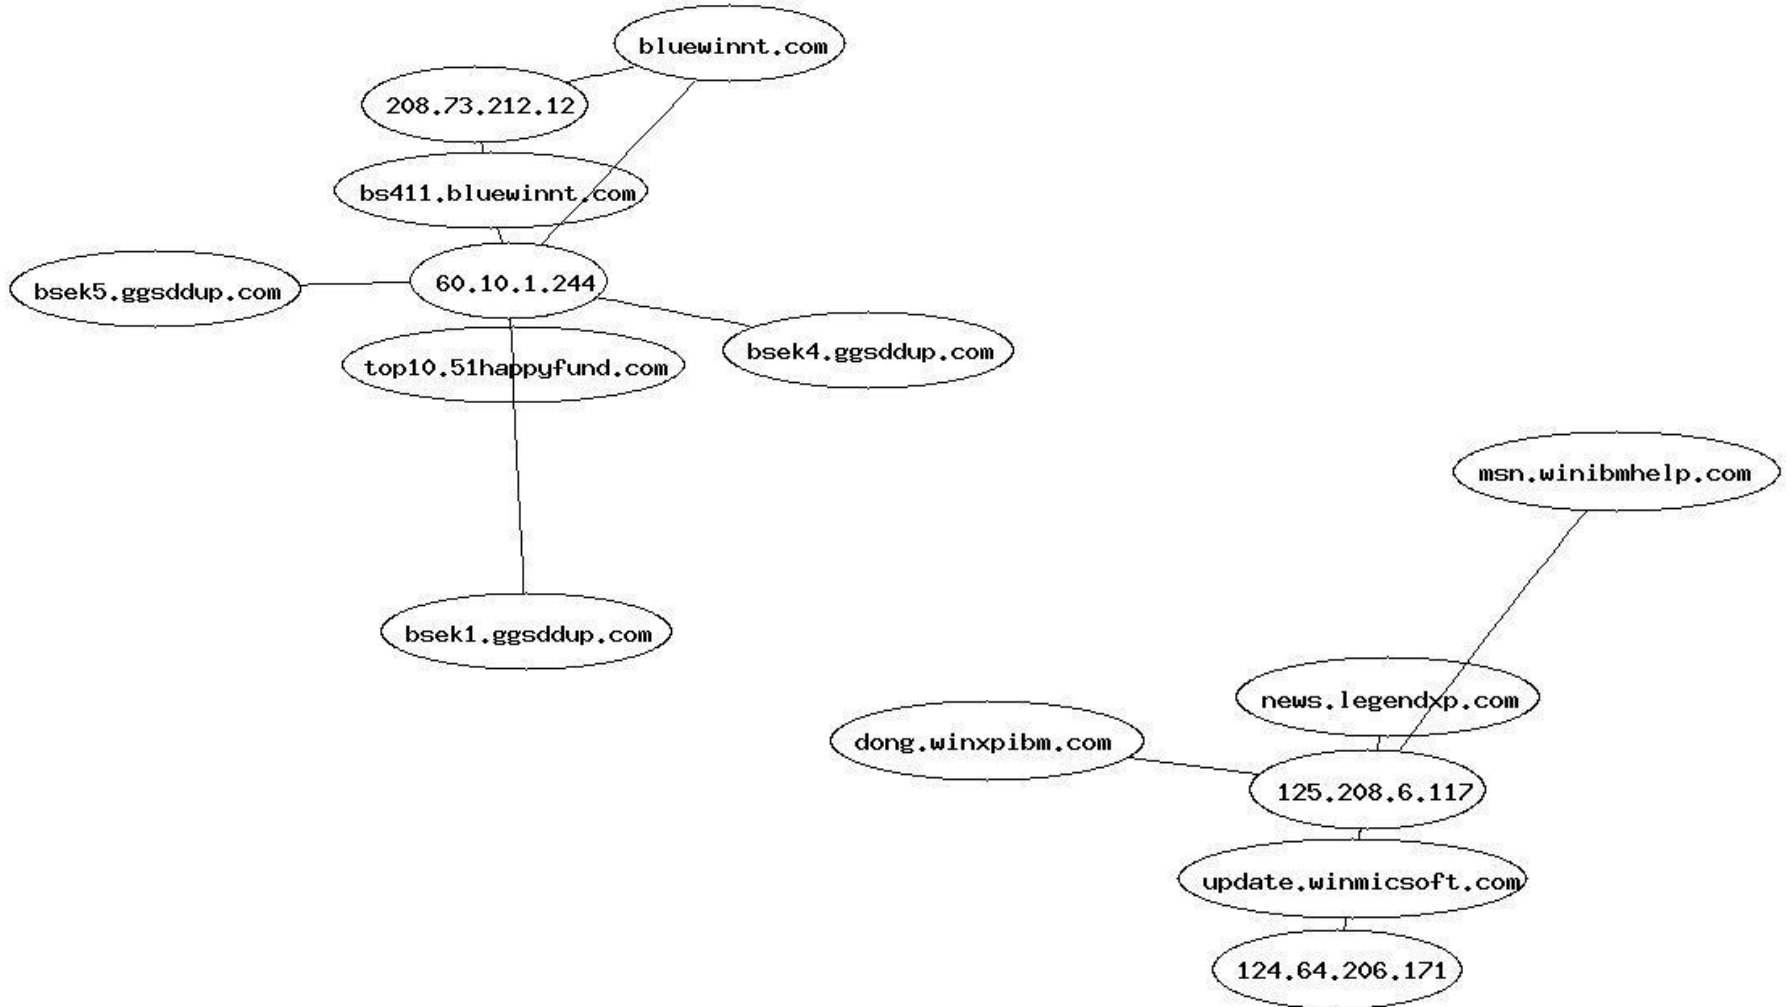 bluewinnt.com
208.73.212.12
bs411.bluewinnt.com
60.10.1.244
bsek5.ggsddup.com
bsek4.ggsddup.com
top10.51happyfund.com
msn.winibmhelp.com
bsek1.ggsddup.com
news.legendxp.com
dong.winxpibm.com
125.208.6.117
update.winmicsoft.com
124.64.206.171